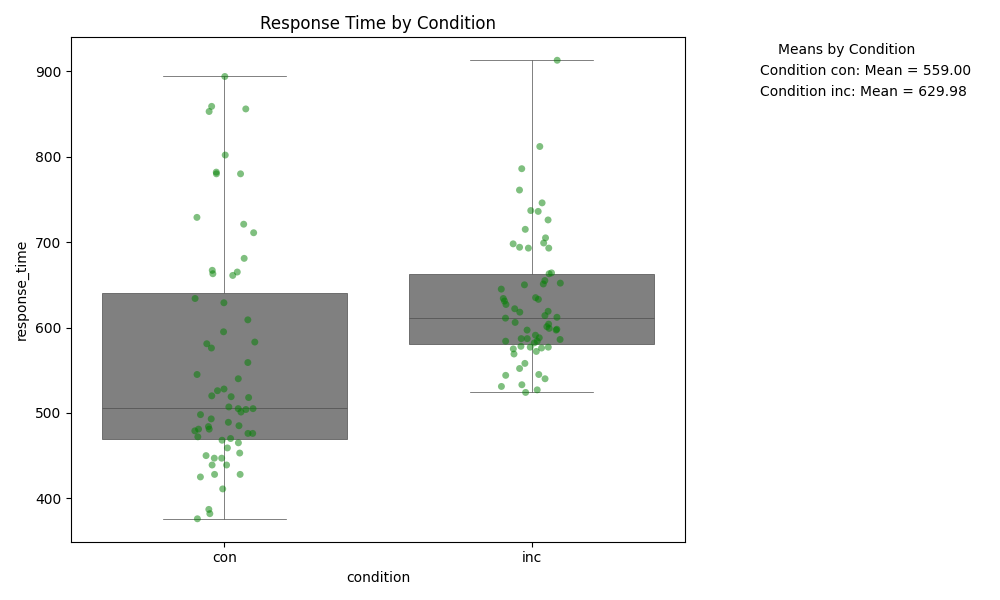 Response Time by Condition
Means by Condition
Condition con: Mean = 559.00
Condition inc: Mean = 629.98
900
800
700
600
500
400
response_time
con
inc
condition